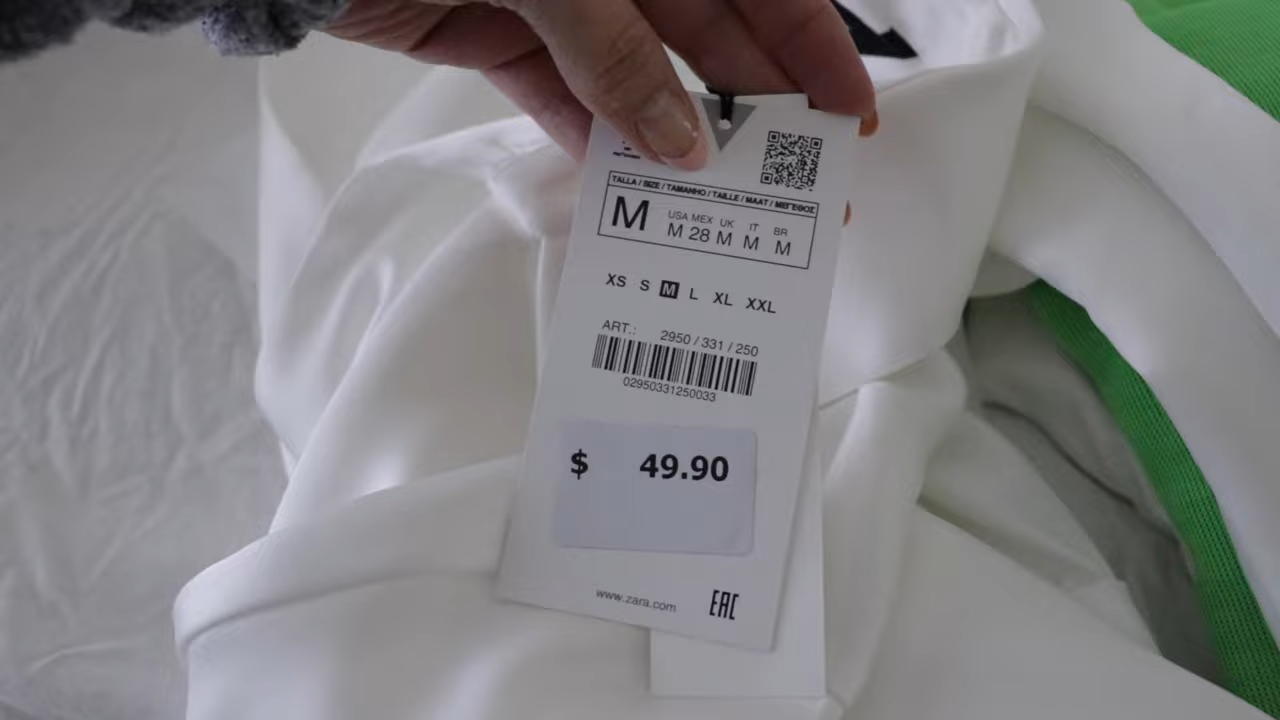 TALLA / SIZE / TAMANHO / TAILLE / MAAT / ΜΕΓΕΘΟΣ
M
USA MEX UK IT BR
M 28 M M M
XS S M L XL XXL
ART.: 2950 / 331 / 250
02950331250033
$ 49.90
www.zara.com
EAC